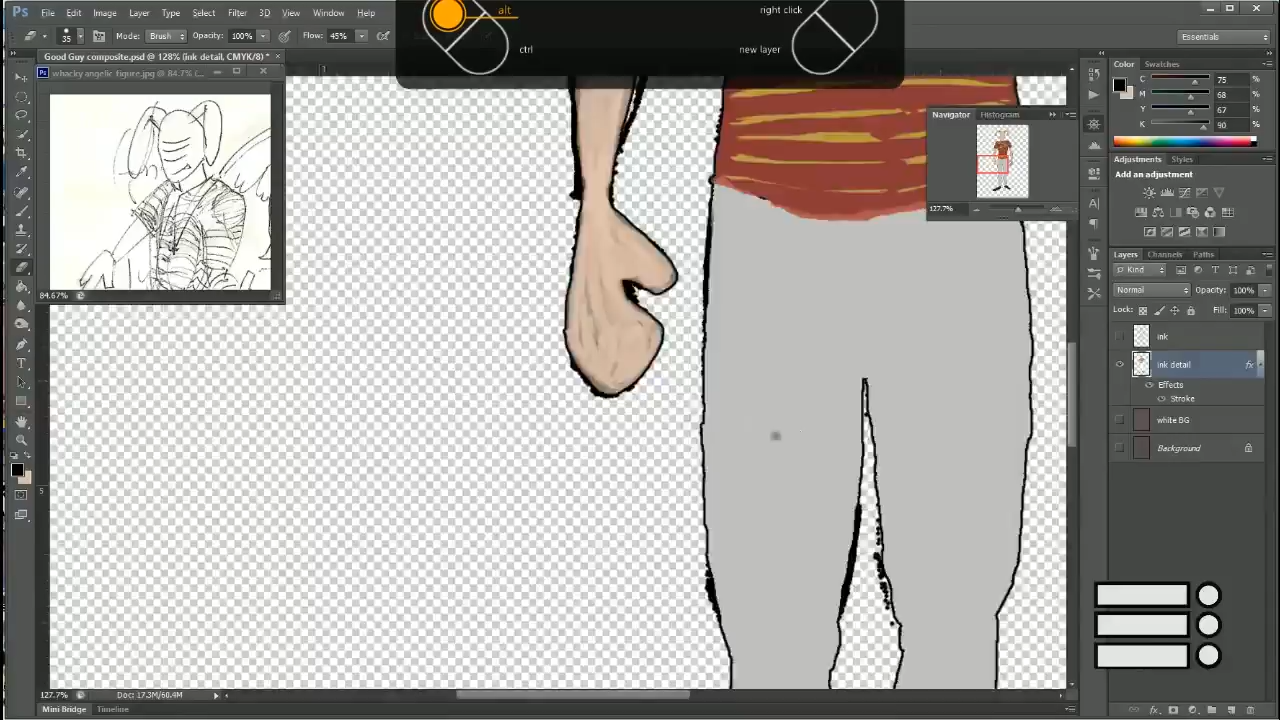 alt
ctrl
right click
new layer
Ps File Edit Image Layer Type Select Filter 3D View Window Help
35 Mode: Brush Opacity: 100% Flow: 45%
Essentials
Good Guy composite.psd @ 128% (ink detail, CMYK/8) *
whacky angelic figure.jpg @ 84.7% (...
84.67%
5
Color Swatches
C 75 %
M 68 %
Y 67 %
K 90 %
Navigator Histogram
127.7%
Adjustments Styles
Add an adjustment
Layers Channels Paths
Kind
Normal Opacity: 100%
Lock: Fill: 100%
ink
ink detail fx
Effects
Stroke
white BG
Background
127.7% Doc: 17.3M/60.4M
Mini Bridge Timeline